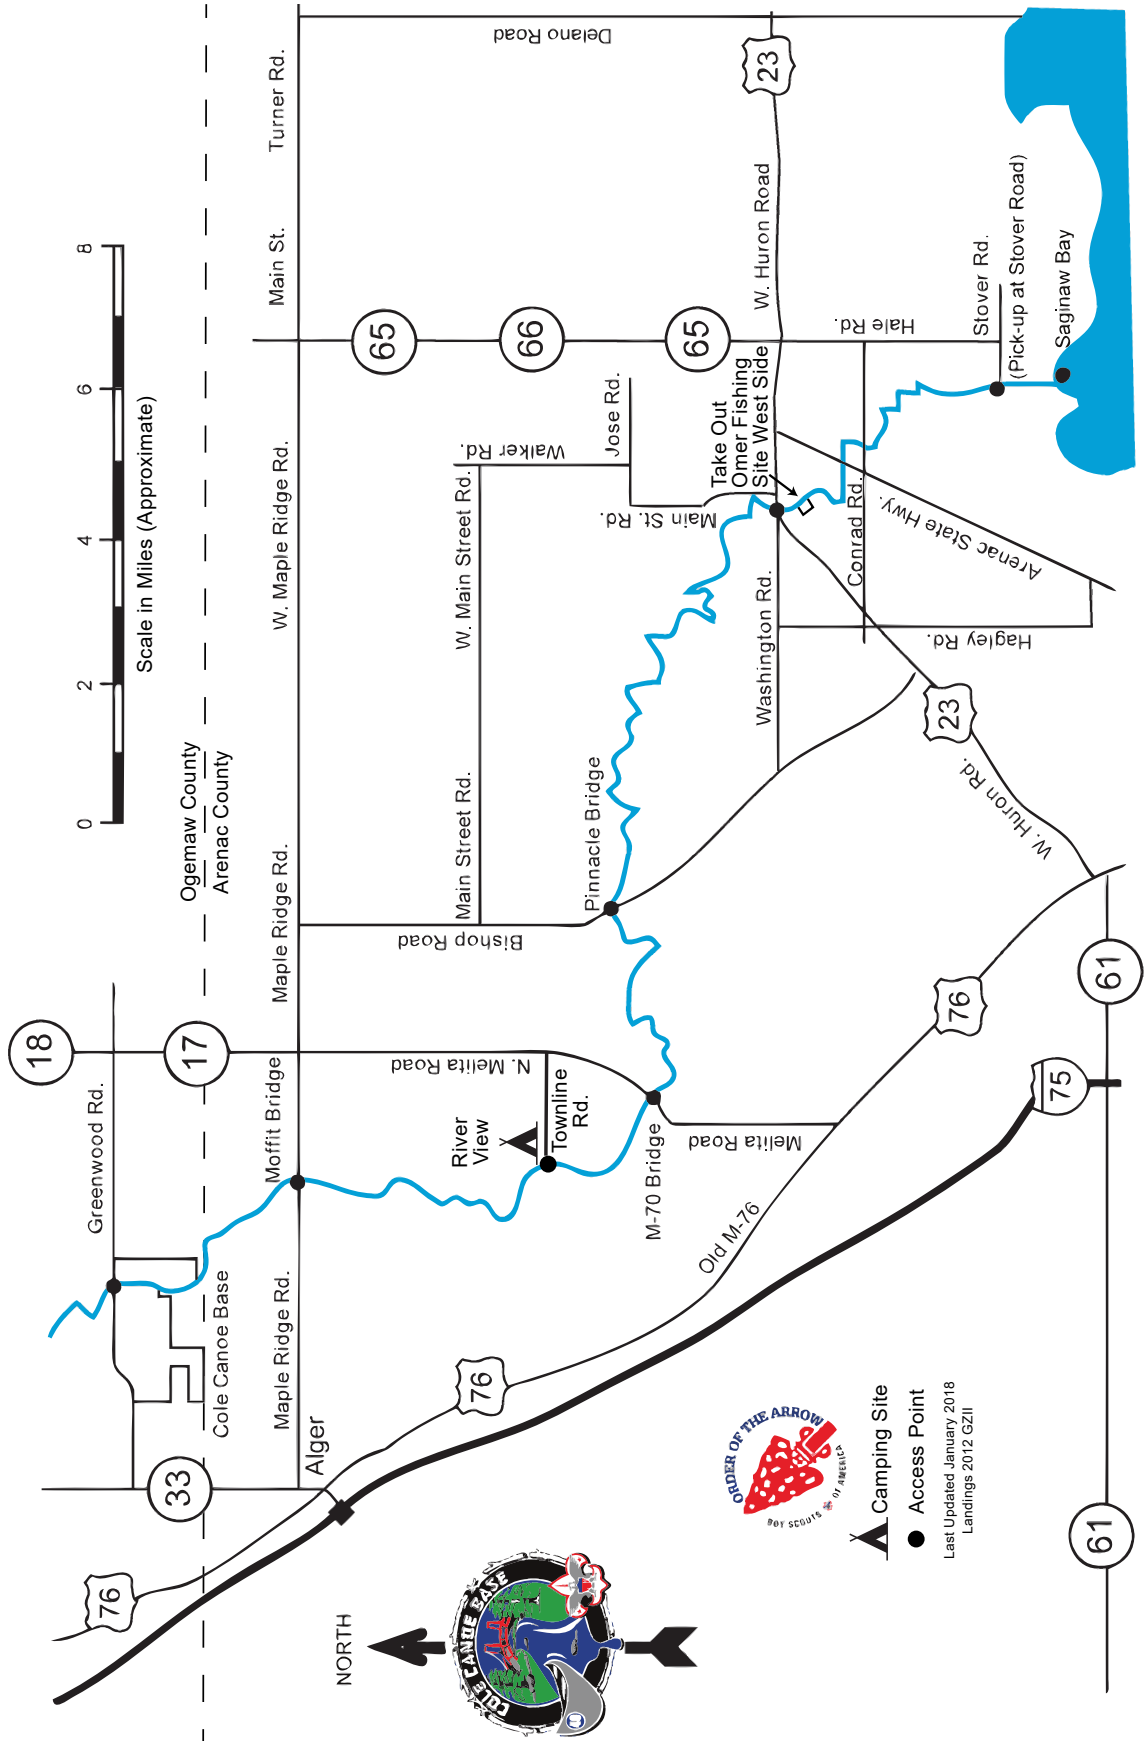 Delano Road
Turner Rd.
23
Main St.
W. Huron Road
Stover Rd.
(Pick-up at Stover Road)
Saginaw Bay
Hale Rd.
65
66
65
0
2
4
6
8
Scale in Miles (Approximate)
Jose Rd.
Walker Rd.
Take Out
Omer Fishing
Site West Side
W. Maple Ridge Rd.
W. Main Street Rd.
Main St. Rd.
Conrad Rd.
Arenac State Hwy.
Washington Rd.
Hagley Rd.
23
W. Huron Rd.
Ogemaw County
Arenac County
Maple Ridge Rd.
Main Street Rd.
Pinnacle Bridge
Bishop Road
18
17
N. Melita Road
76
61
75
Greenwood Rd.
Moffit Bridge
River
View
Townline
Rd.
M-70 Bridge
Melita Road
Old M-76
Cole Canoe Base
Maple Ridge Rd.
76
Alger
33
76
NORTH
COLE CANOE BASE
ORDER OF THE ARROW
BOY SCOUTS OF AMERICA
Camping Site
Access Point
Last Updated January 2018
Landings 2012 GZII
61